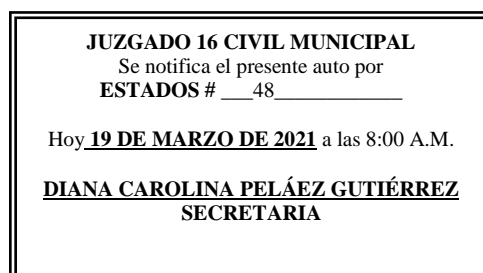 JUZGADO 16 CIVIL MUNICIPAL
Se notifica el presente auto por
ESTADOS # ___48____________
Hoy 19 DE MARZO DE 2021 a las 8:00 A.M.
DIANA CAROLINA PELÁEZ GUTIÉRREZ
SECRETARIA